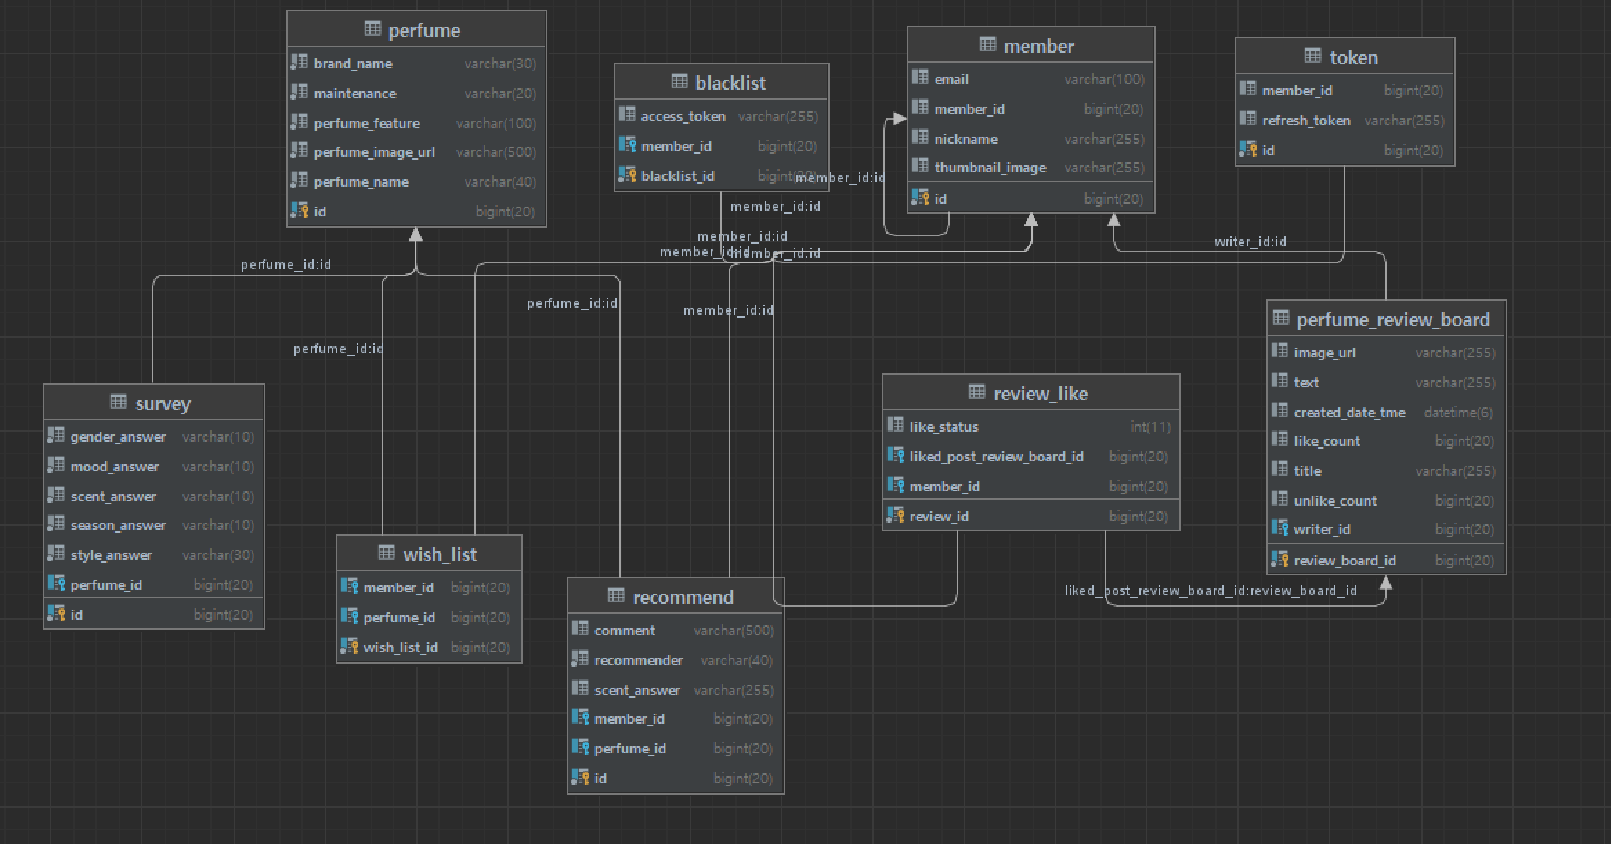 perfume
brand_name varchar(30)
maintenance varchar(20)
perfume_feature varchar(100)
perfume_image_url varchar(500)
perfume_name varchar(40)
id bigint(20)
blacklist
access_token varchar(255)
member_id bigint(20)
blacklist_id bigint(20)
member
email varchar(100)
member_id bigint(20)
nickname varchar(255)
thumbnail_image varchar(255)
id bigint(20)
token
member_id bigint(20)
refresh_token varchar(255)
id bigint(20)
member_id:id
member_id:id
member_id:id
member_id:id
member_id:id
writer_id:id
perfume_id:id
perfume_id:id
member_id:id
perfume_id:id
survey
gender_answer varchar(10)
mood_answer varchar(10)
scent_answer varchar(10)
season_answer varchar(10)
style_answer varchar(30)
perfume_id bigint(20)
id bigint(20)
wish_list
member_id bigint(20)
perfume_id bigint(20)
wish_list_id bigint(20)
recommend
comment varchar(500)
recommender varchar(40)
scent_answer varchar(255)
member_id bigint(20)
perfume_id bigint(20)
id bigint(20)
review_like
like_status int(11)
liked_post_review_board_id bigint(20)
member_id bigint(20)
review_id bigint(20)
perfume_review_board
image_url varchar(255)
text varchar(255)
created_date_tme datetime(6)
like_count bigint(20)
title varchar(255)
unlike_count bigint(20)
writer_id bigint(20)
review_board_id bigint(20)
liked_post_review_board_id:review_board_id